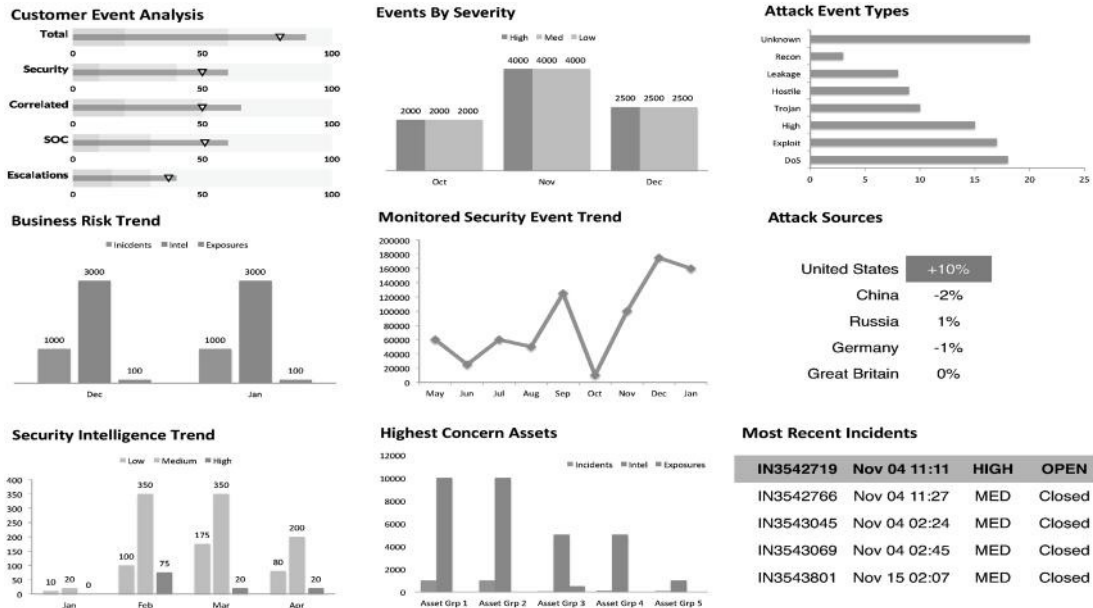 Customer Event Analysis
Total
0 50 100
Security
0 50 100
Correlated
0 50 100
SOC
0 50 100
Escalations
0 50 100
Events By Severity
High Med Low
2000 2000 2000
4000 4000 4000
2500 2500 2500
Oct Nov Dec
Attack Event Types
Unknown
Recon
Leakage
Hostile
Trojan
High
Exploit
DoS
0 5 10 15 20 25
Business Risk Trend
Inicdents Intel Exposures
1000 3000 100
1000 3000 100
Dec Jan
Monitored Security Event Trend
200000
180000
160000
140000
120000
100000
80000
60000
40000
20000
0
May Jun Jul Aug Sep Oct Nov Dec Jan
Attack Sources
United States +10%
China -2%
Russia 1%
Germany -1%
Great Britain 0%
Security Intelligence Trend
Low Medium High
400
350
300
250
200
150
100
50
0
10 20 0
100 350 75
175 350 20
80 200 20
Jan Feb Mar Apr
Highest Concern Assets
Incidents Intel Exposures
12000
10000
8000
6000
4000
2000
0
Asset Grp 1 Asset Grp 2 Asset Grp 3 Asset Grp 4 Asset Grp 5
Most Recent Incidents
IN3542719 Nov 04 11:11 HIGH OPEN
IN3542766 Nov 04 11:27 MED Closed
IN3543045 Nov 04 02:24 MED Closed
IN3543069 Nov 04 02:45 MED Closed
IN3543801 Nov 15 02:07 MED Closed